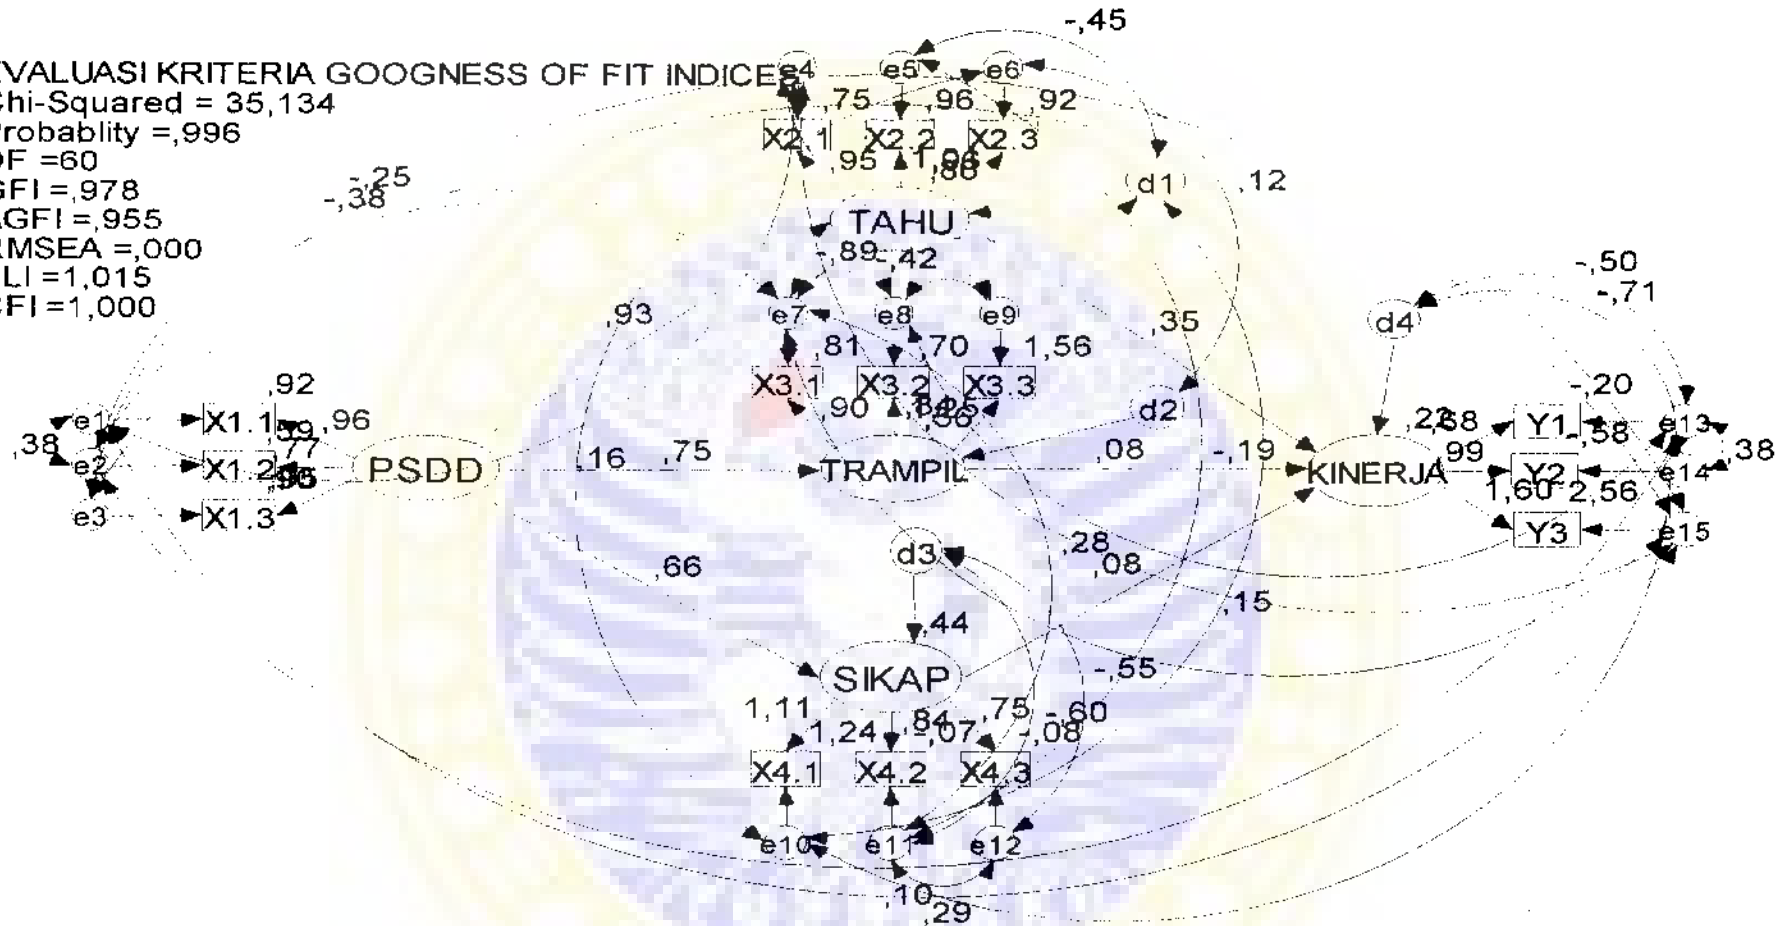 EVALUASI KRITERIA GOOGNESS OF FIT INDICES
Chi-Squared = 35,134
Probablity =,996
DF =60
GFI =,978
AGFI =,955
RMSEA =,000
TLI =1,015
CFI =1,000
-,45
e4 e5 e6
,75 ,96 ,92
X2.1 X2.2 X2.3
,95
-,25
-,38
d1 ,12
TAHU
-,89 -,42
-,50
-,71
e7 e8 e9
,93 ,35 d4
,81 ,70 1,56
X3.1 X3.2 X3.3
,92 -,20
,90 d2
e1 X1.1 ,96 Y1 e13
,38 ,77 ,99 -,58 ,38
e2 X1.2 PSDD ,16 ,75 TRAMPIL ,08 -,19 KINERJA Y2 e14
1,60 2,56
e3 X1.3 Y3 e15
,28
d3 ,08
,66
,15
,44
SIKAP -,55
1,11 ,75 -,60
1,24 ,84 -,07 -,08
X4.1 X4.2 X4.3
e10 e11 e12
,10
,29